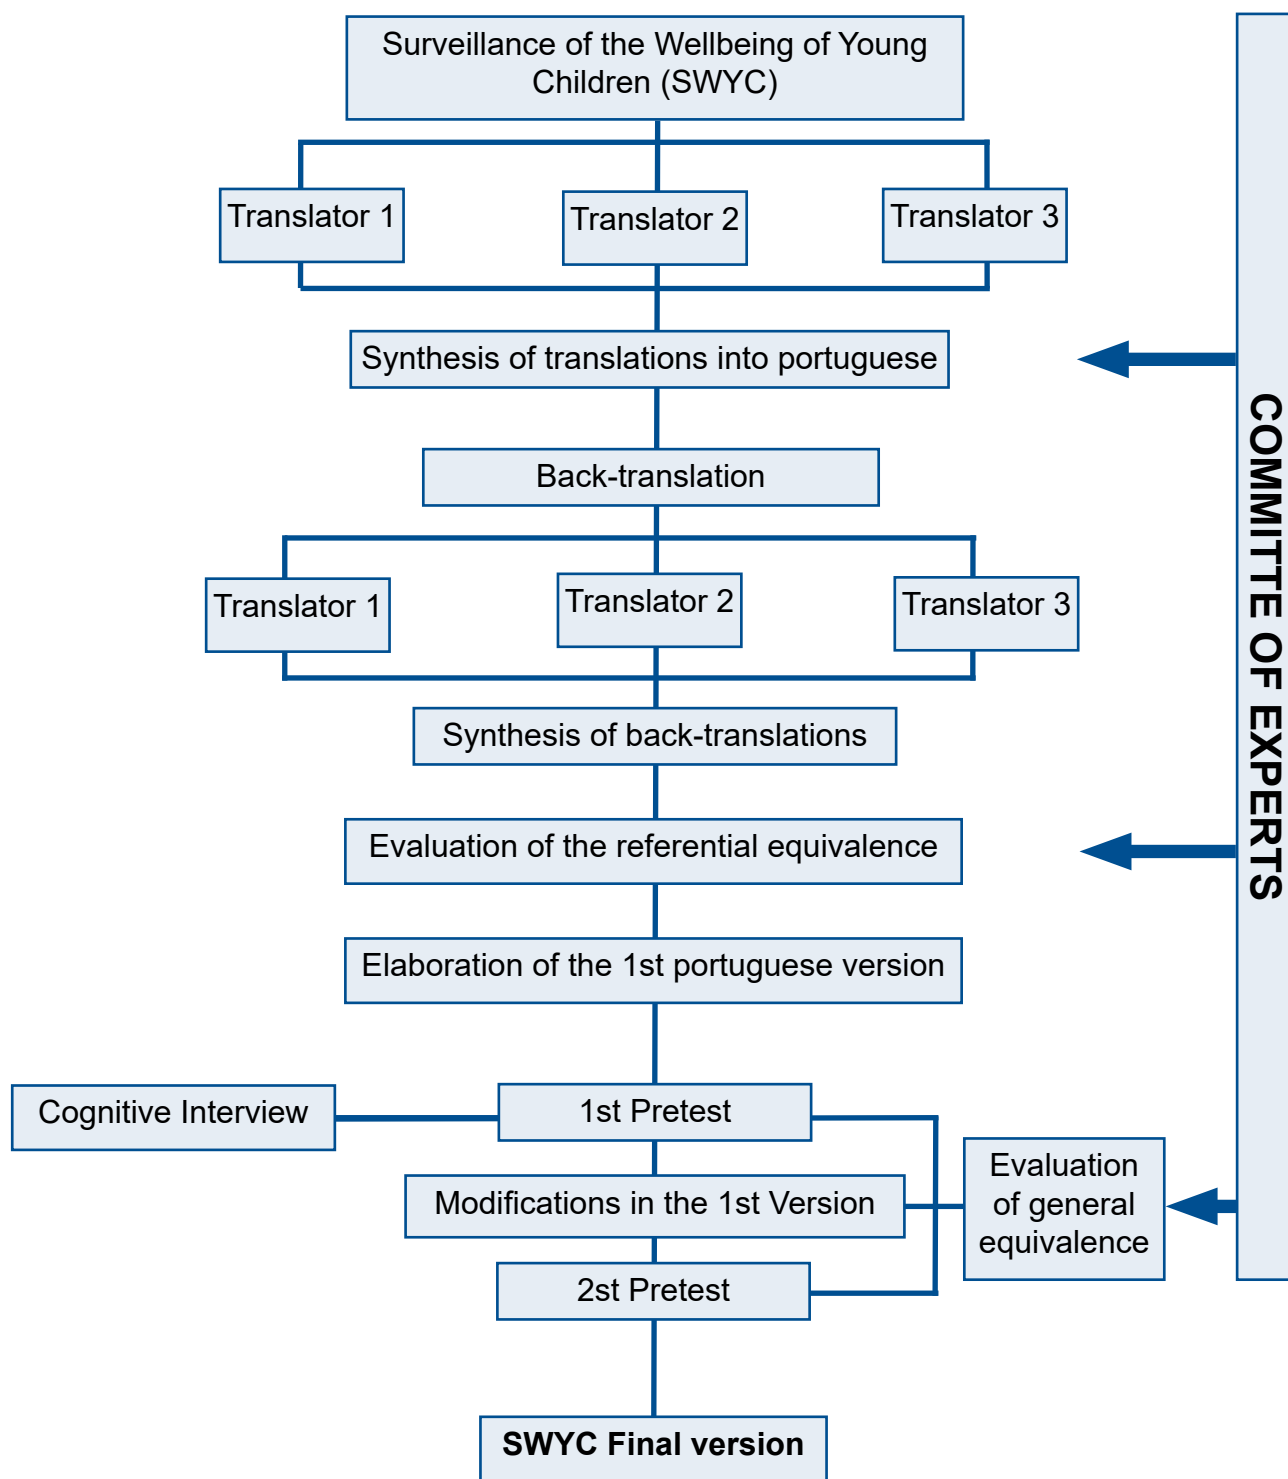 Surveillance of the Wellbeing of Young
Children (SWYC)
Translator 1
Translator 2
Translator 3
Synthesis of translations into portuguese
Back-translation
Translator 1
Translator 2
Translator 3
Synthesis of back-translations
Evaluation of the referential equivalence
Elaboration of the 1st portuguese version
Cognitive Interview
1st Pretest
Modifications in the 1st Version
2st Pretest
Evaluation
of general
equivalence
SWYC Final version
COMMITTE OF EXPERTS